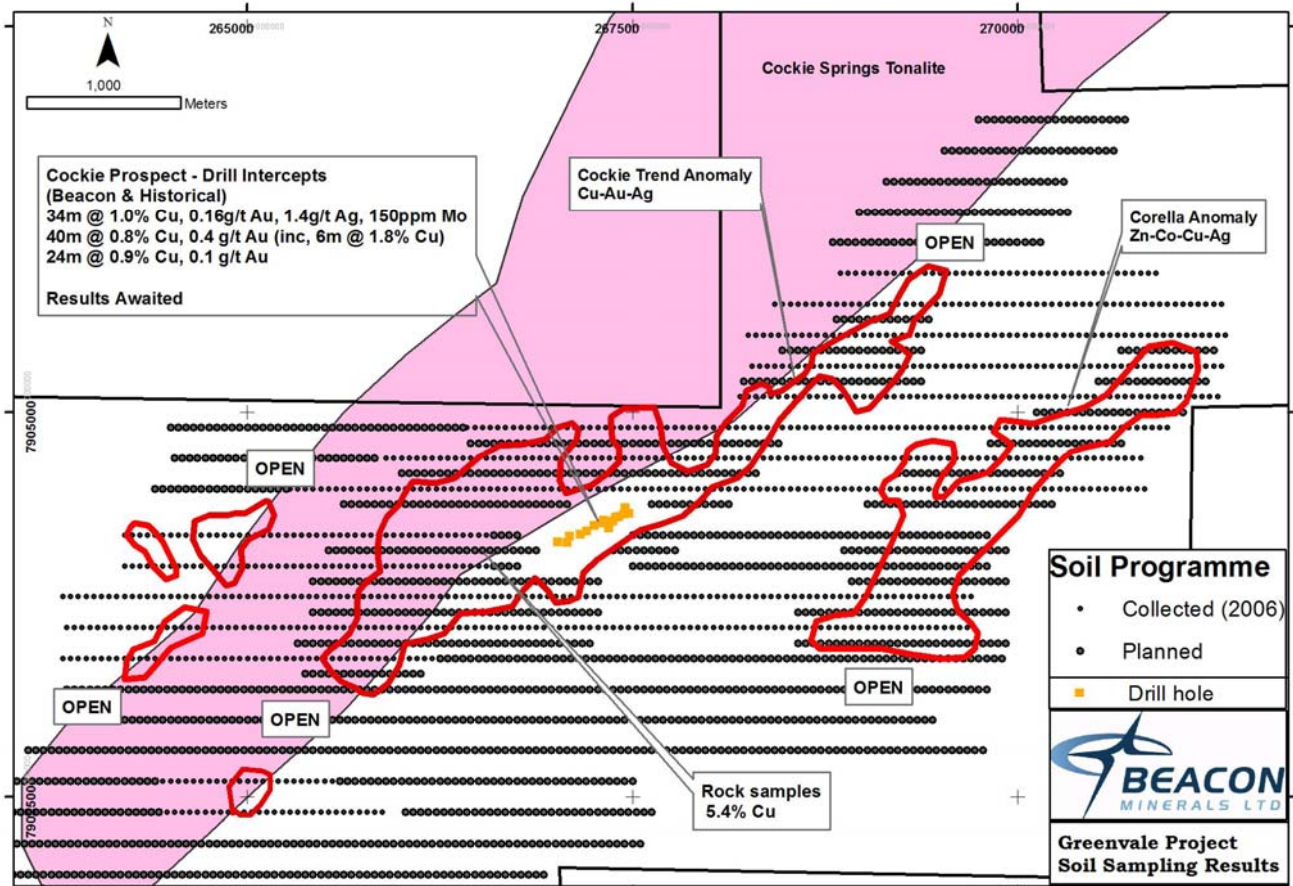 265000
267500
270000
N
1,000
Meters
Cockie Springs Tonalite
Cockie Prospect - Drill Intercepts
(Beacon & Historical)
34m @ 1.0% Cu, 0.16g/t Au, 1.4g/t Ag, 150ppm Mo
40m @ 0.8% Cu, 0.4 g/t Au (inc, 6m @ 1.8% Cu)
24m @ 0.9% Cu, 0.1 g/t Au
Results Awaited
Cockie Trend Anomaly
Cu-Au-Ag
Corella Anomaly
Zn-Co-Cu-Ag
OPEN
7905000
OPEN
OPEN
OPEN
OPEN
Rock samples
5.4% Cu
Soil Programme
Collected (2006)
Planned
Drill hole
BEACON
MINERALS LTD
Greenvale Project
Soil Sampling Results